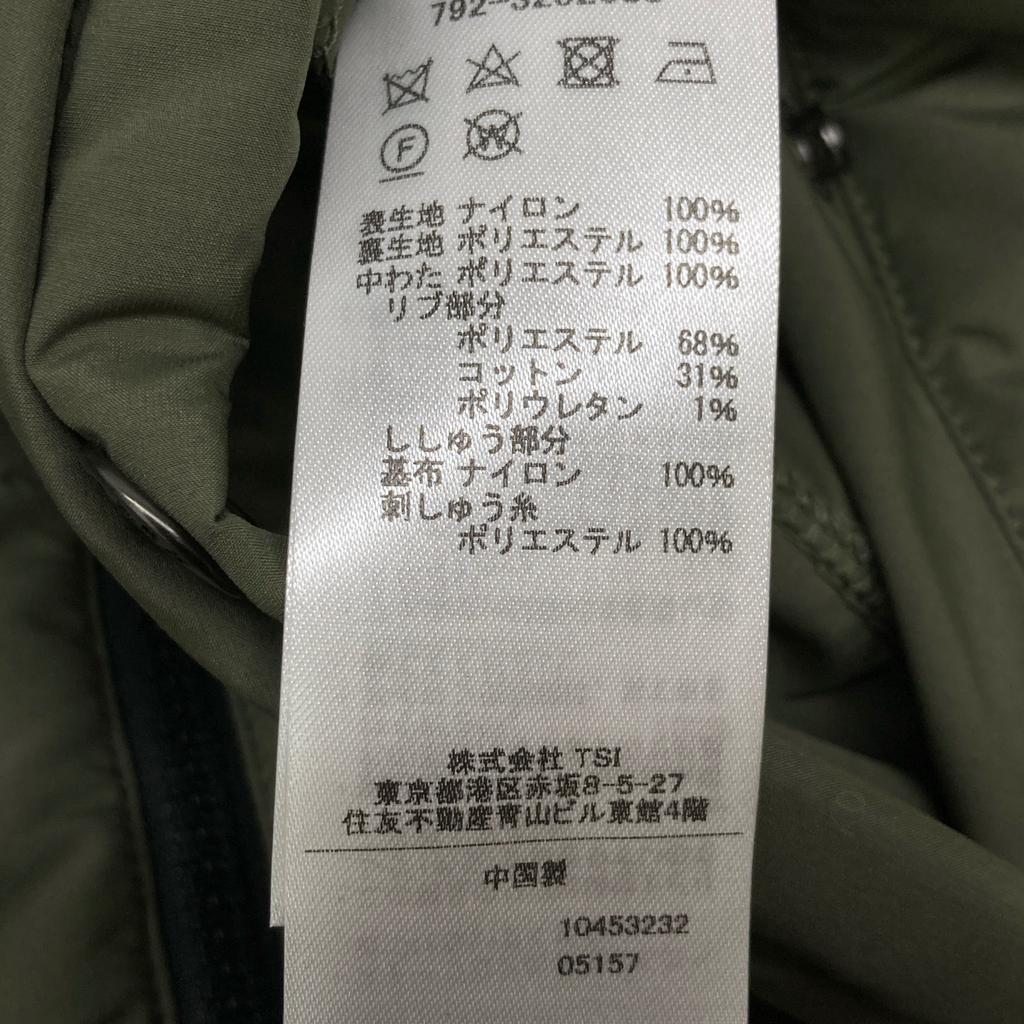 表生地 ナイロン 100%
裏生地 ポリエステル 100%
中わた ポリエステル 100%
リブ部分
ポリエステル 68%
コットン 31%
ポリウレタン 1%
ししゅう部分
基布 ナイロン 100%
刺しゅう糸
ポリエステル 100%
株式会社 TSI
東京都港区赤坂8-5-27
住友不動産青山ビル東館4階
中国製
10453232
05157